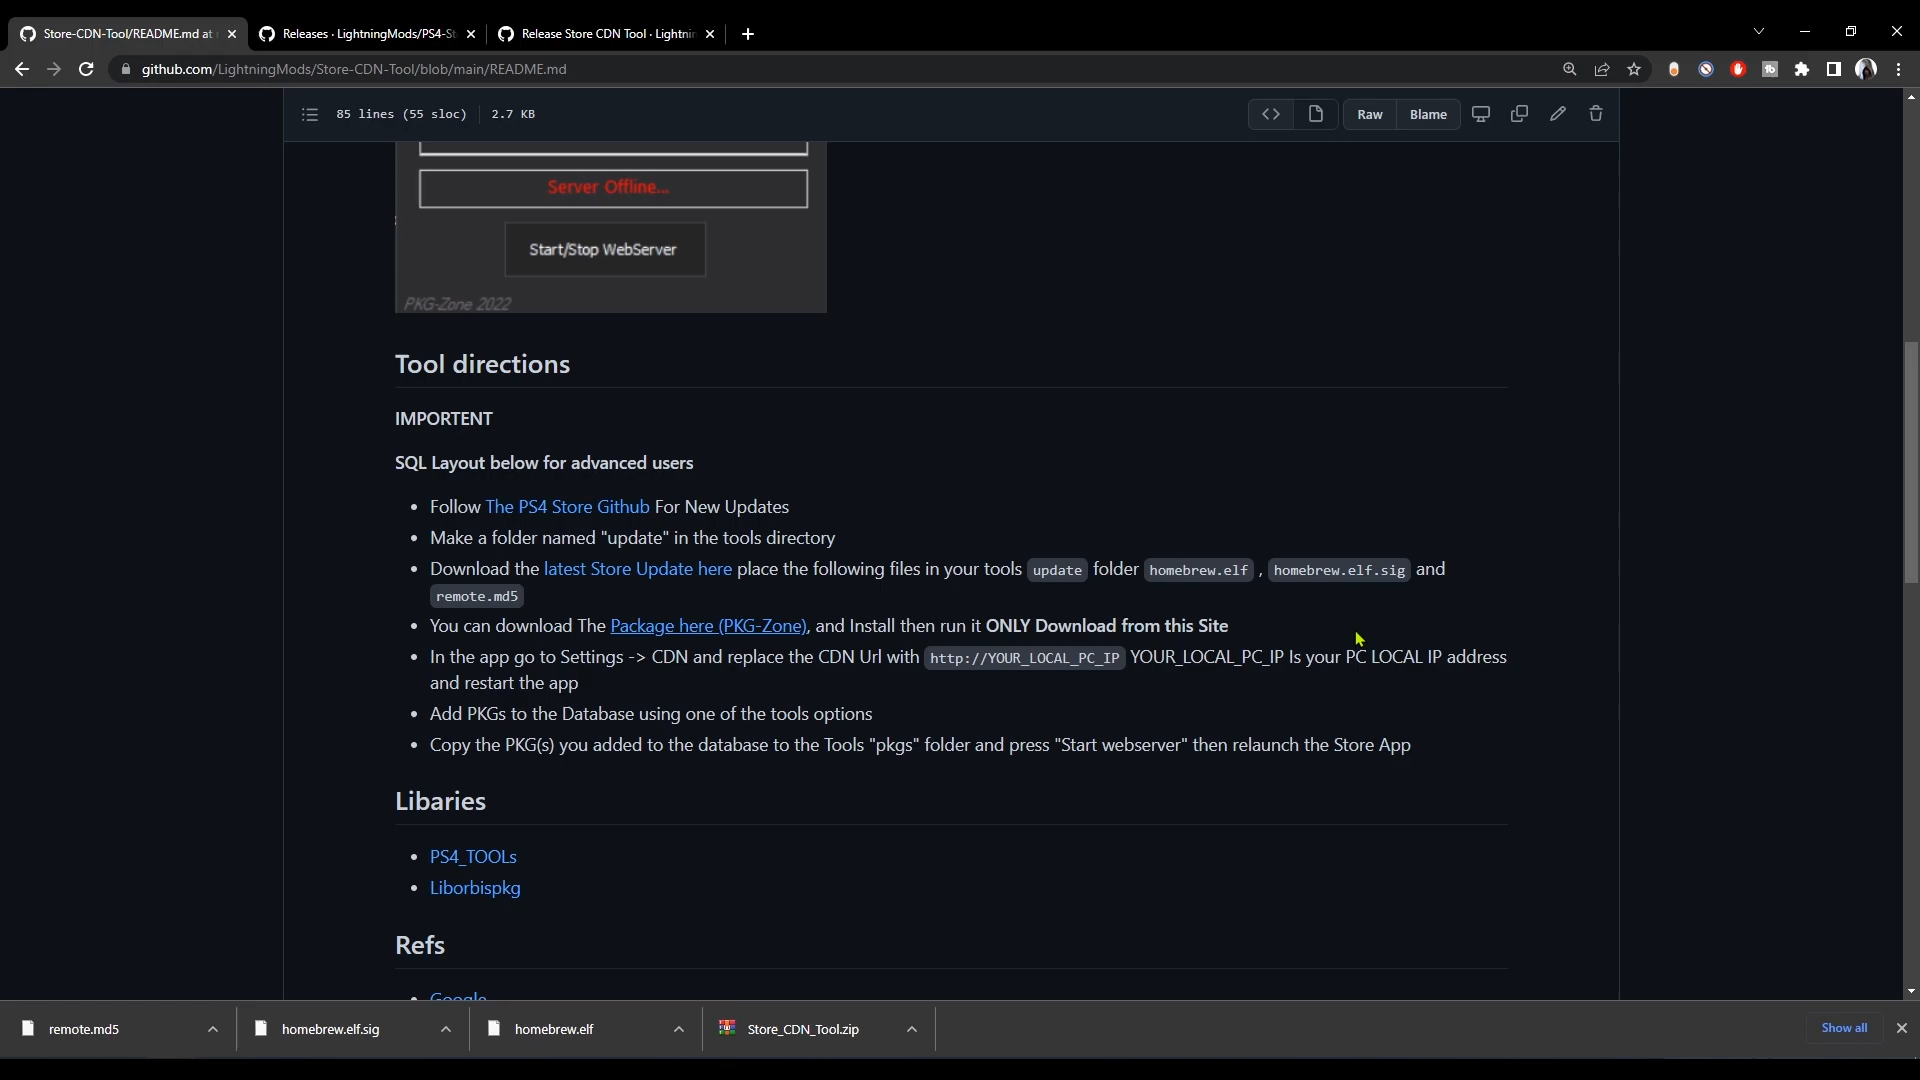 Store-CDN-Tool/README.md at
Releases · LightningMods/PS4-St
Release Store CDN Tool · Lightnin
github.com/LightningMods/Store-CDN-Tool/blob/main/README.md
85 lines (55 sloc) 2.7 KB
Raw Blame
Server Offline...
Start/Stop WebServer
PKG-Zone 2022
Tool directions
IMPORTENT
SQL Layout below for advanced users
• Follow The PS4 Store Github For New Updates
• Make a folder named "update" in the tools directory
• Download the latest Store Update here place the following files in your tools update folder homebrew.elf , homebrew.elf.sig and
remote.md5
• You can download The Package here (PKG-Zone), and Install then run it ONLY Download from this Site
• In the app go to Settings -> CDN and replace the CDN Url with http://YOUR_LOCAL_PC_IP YOUR_LOCAL_PC_IP Is your PC LOCAL IP address
and restart the app
• Add PKGs to the Database using one of the tools options
• Copy the PKG(s) you added to the database to the Tools "pkgs" folder and press "Start webserver" then relaunch the Store App
Libaries
• PS4_TOOLs
• Liborbispkg
Refs
• Google
remote.md5
homebrew.elf.sig
homebrew.elf
Store_CDN_Tool.zip
Show all